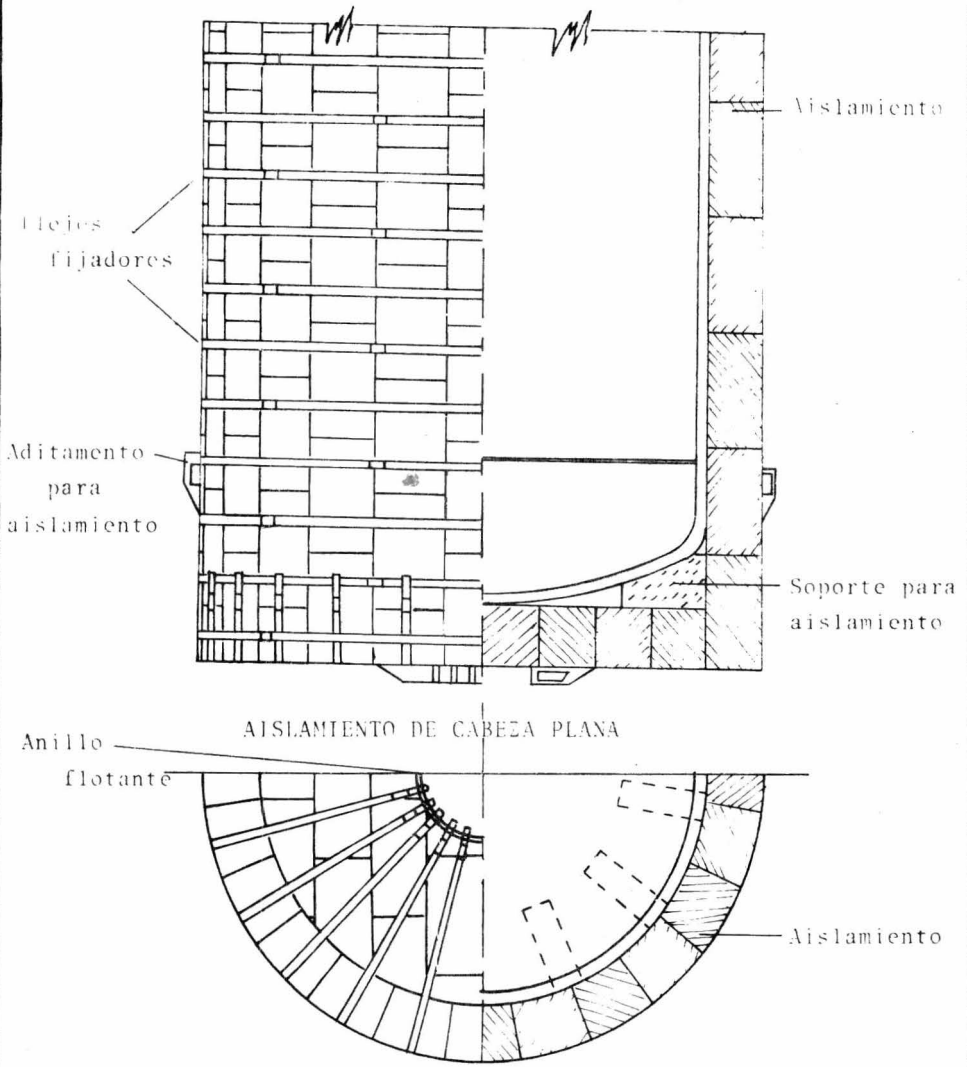 Aislamiento
Flejes
fijadores
Aditamento
para
aislamiento
Soporte para
aislamiento
AISLAMIENTO DE CABEZA PLANA
Anillo
flotante
Aislamiento